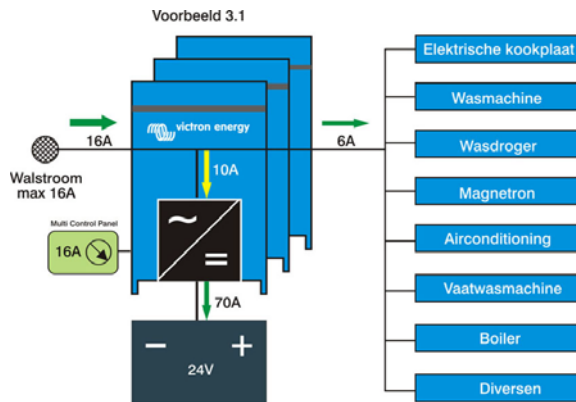 Voorbeeld 3.1
victron energy
16A
6A
10A
Walstroom
max 16A
Multi Control Panel
16A
70A
24V
Elektrische kookplaat
Wasmachine
Wasdroger
Magnetron
Airconditioning
Vaatwasmachine
Boiler
Diversen